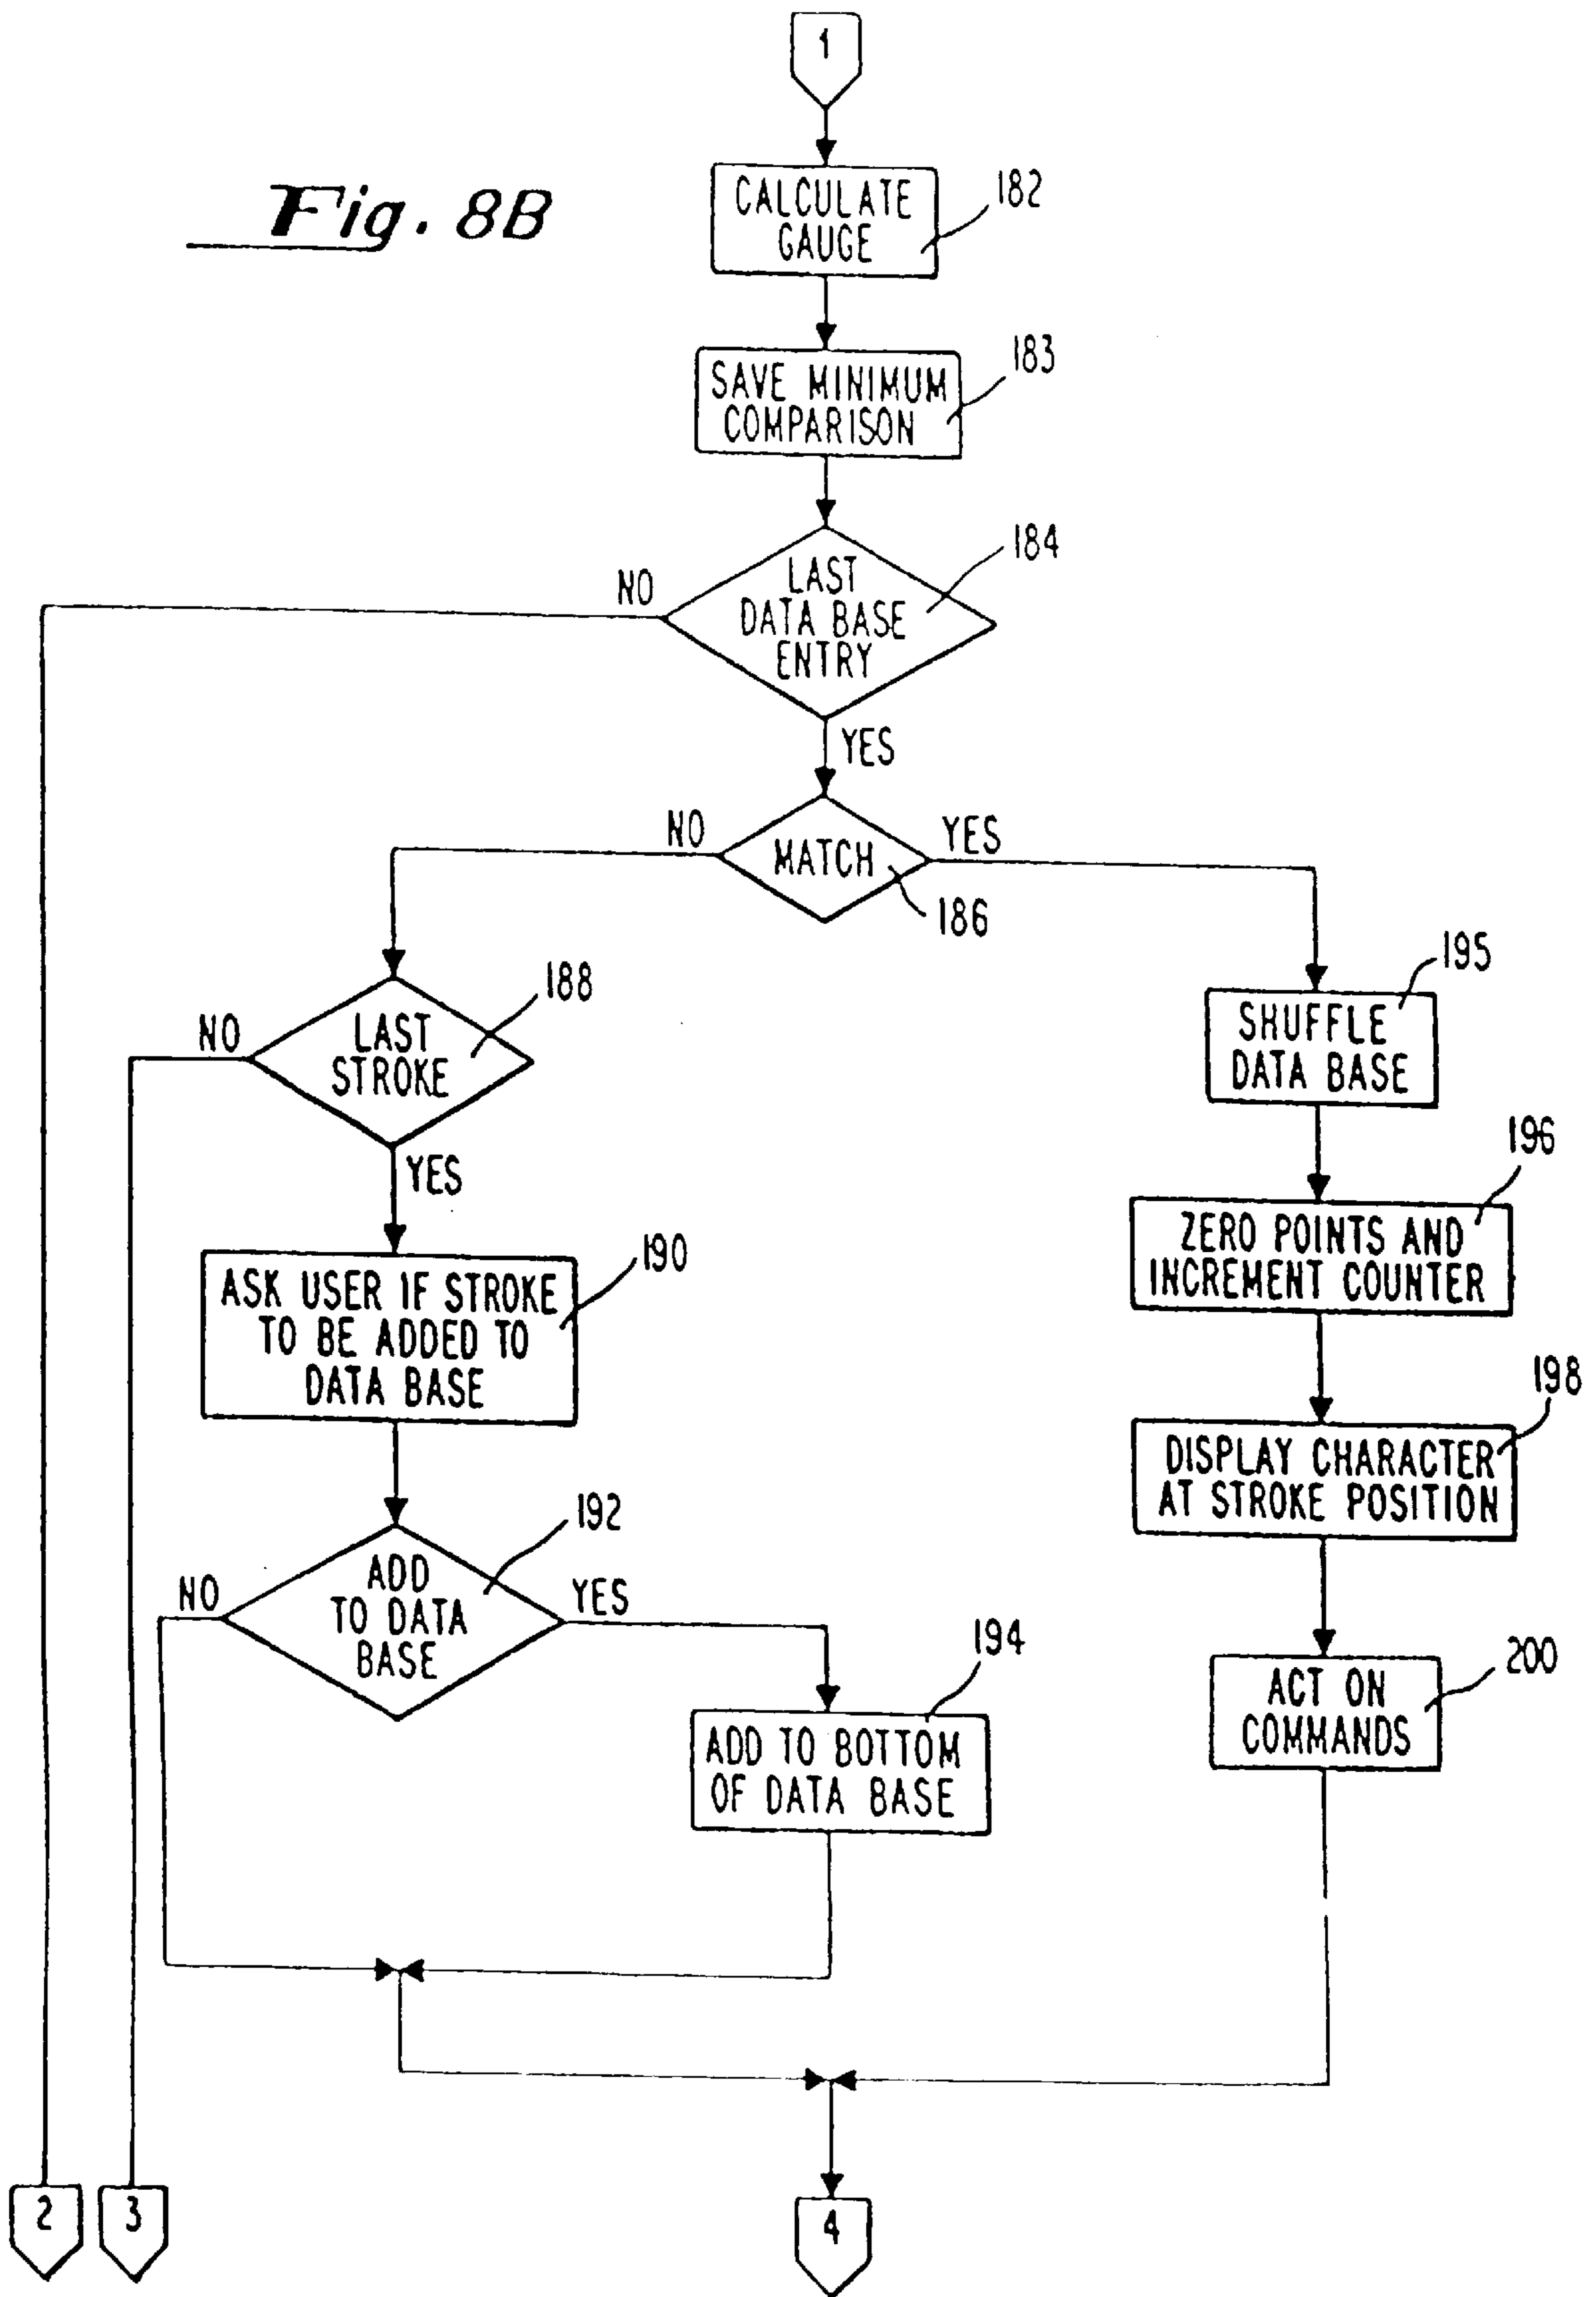 1
Fig. 8B
CALCULATE
GAUGE
182
SAVE MINIMUM
COMPARISON
183
LAST
DATA BASE
ENTRY
184
NO
YES
MATCH
186
NO
YES
LAST
STROKE
188
NO
YES
SHUFFLE
DATA BASE
195
ZERO POINTS AND
INCREMENT COUNTER
196
ASK USER IF STROKE
TO BE ADDED TO
DATA BASE
190
DISPLAY CHARACTER
AT STROKE POSITION
198
ADD
TO DATA
BASE
192
NO
YES
ADD TO BOTTOM
OF DATA BASE
194
ACT ON
COMMANDS
200
2
3
4